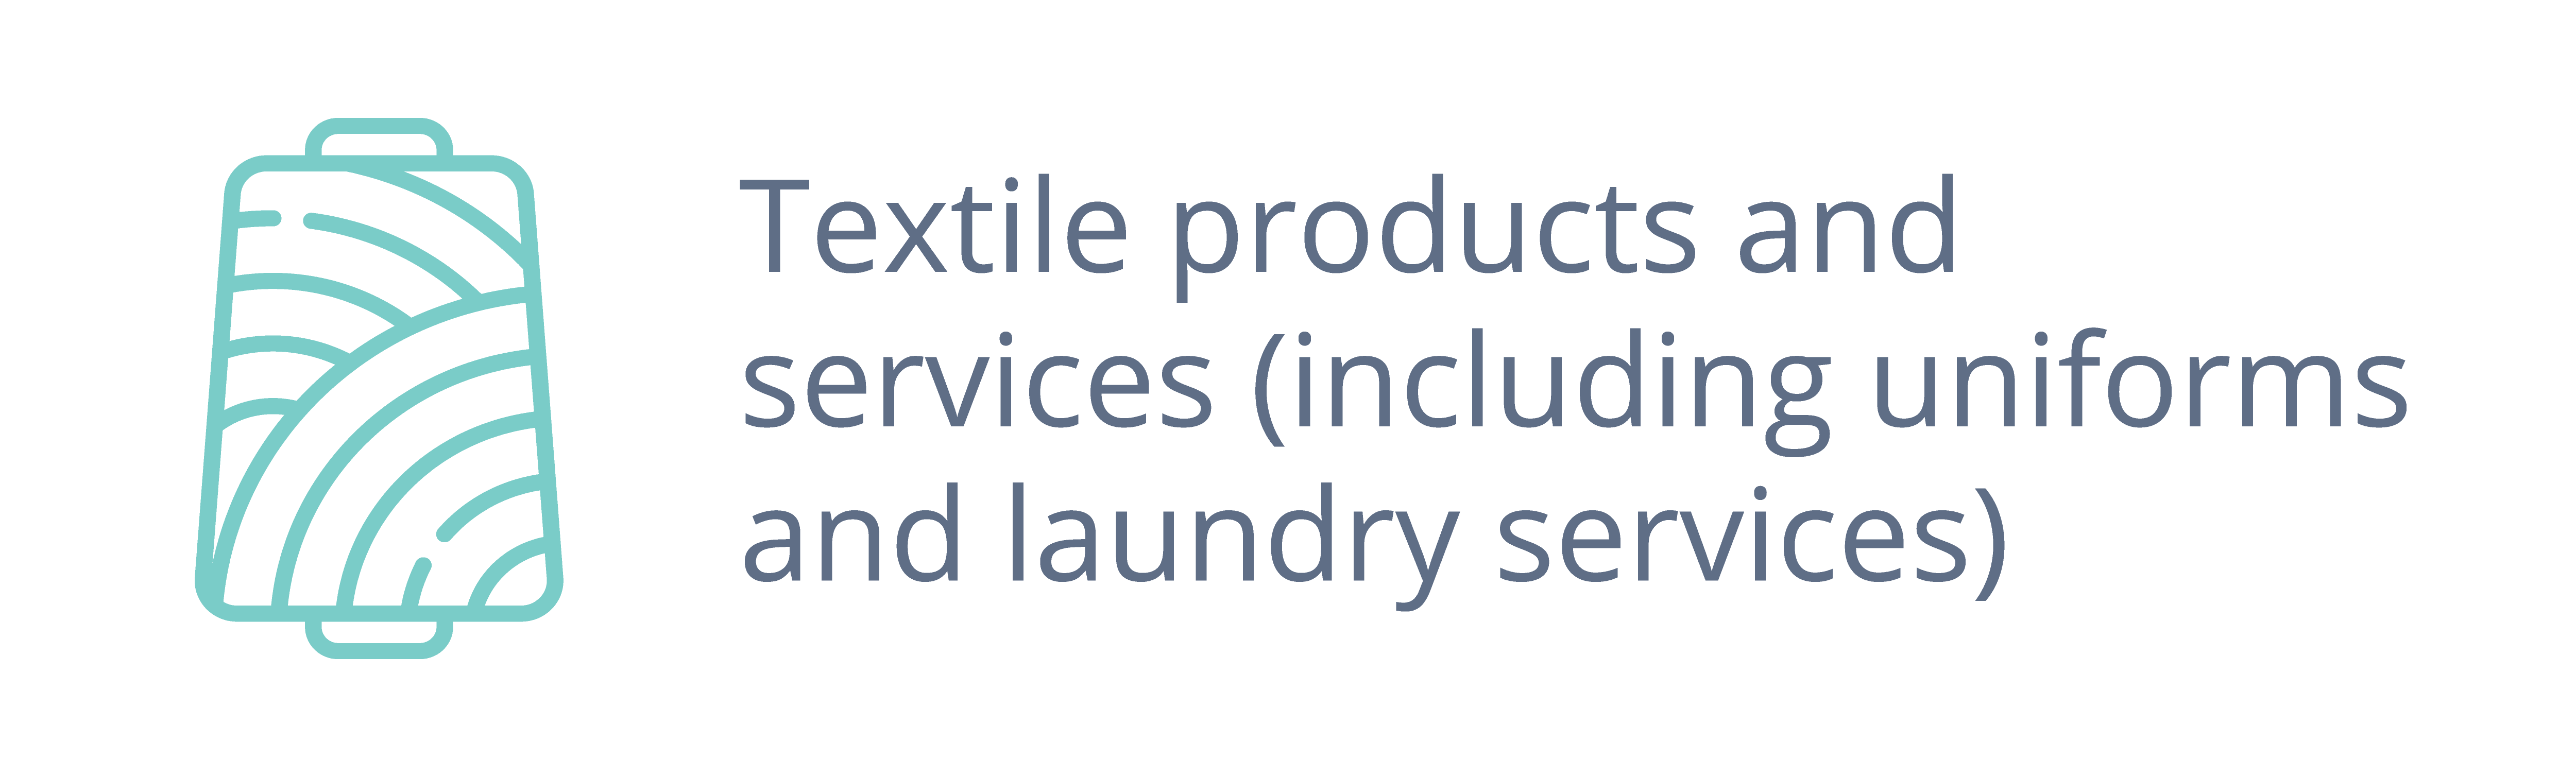 Textile products and
services (including uniforms
and laundry services)